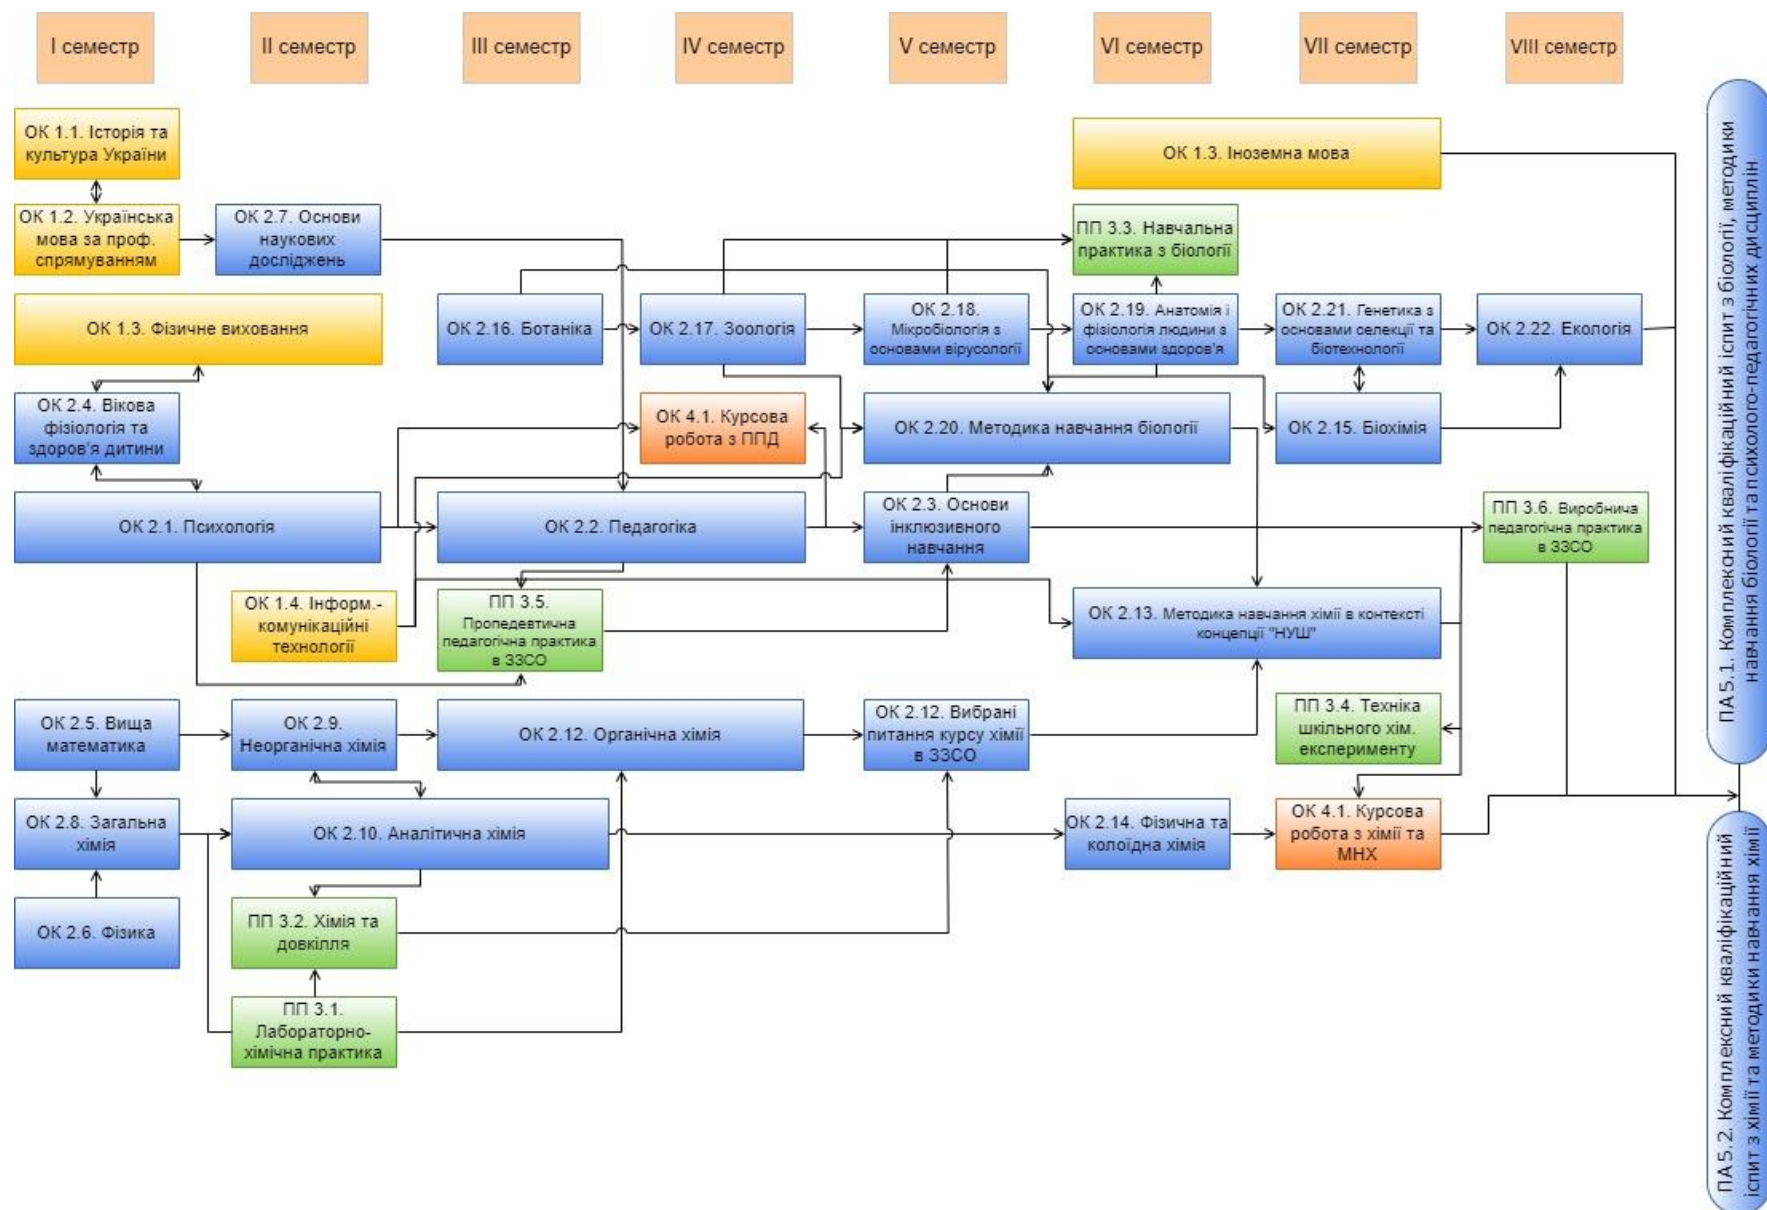 І семестр
ІІ семестр
ІІІ семестр
IV семестр
V семестр
VI семестр
VII семестр
VIII семестр
ОК 1.1. Історія та
культура України
ОК 1.3. Іноземна мова
ОК 1.2. Українська
мова за проф.
спрямуванням
ОК 2.7. Основи
наукових
досліджень
ПП 3.3. Навчальна
практика з біології
ОК 1.3. Фізичне виховання
ОК 2.16. Ботаніка
ОК 2.17. Зоологія
ОК 2.18.
Мікробіологія з
основами вірусології
ОК 2.19. Анатомія і
фізіологія людини з
основами здоров'я
ОК 2.21. Генетика з
основами селекції та
біотехнології
ОК 2.22. Екологія
ОК 2.4. Вікова
фізіологія та
здоров'я дитини
ОК 4.1. Курсова
робота з ППД
ОК 2.20. Методика навчання біології
ОК 2.15. Біохімія
ОК 2.1. Психологія
ОК 2.2. Педагогіка
ОК 2.3. Основи
інклюзивного
навчання
ПП 3.6. Виробнича
педагогічна практика
в ЗЗСО
ОК 1.4. Інформ.-
комунікаційні
технології
ПП 3.5.
Пропедевтична
педагогічна практика
в ЗЗСО
ОК 2.13. Методика навчання хімії в контексті
концепції "НУШ"
ОК 2.5. Вища
математика
ОК 2.9.
Неорганічна хімія
ОК 2.12. Органічна хімія
ОК 2.12. Вибрані
питання курсу хімії
в ЗЗСО
ПП 3.4. Техніка
шкільного хім.
експерименту
ОК 2.8. Загальна
хімія
ОК 2.10. Аналітична хімія
ОК 2.14. Фізична та
колоїдна хімія
ОК 4.1. Курсова
робота з хімії та
МНХ
ОК 2.6. Фізика
ПП 3.2. Хімія та
довкілля
ПП 3.1.
Лабораторно-
хімічна практика
ПА 5.1. Комплексний кваліфікаційний іспит з біології, методики
навчання біології та психолого-педагогічних дисциплін
ПА 5.2. Комплексний кваліфікаційний
іспит з хімії та методики навчання хімії